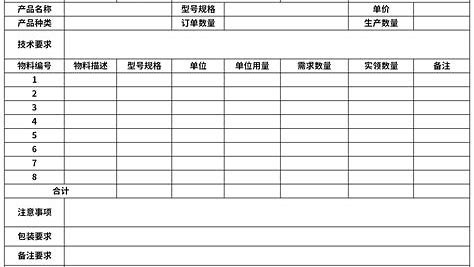 产品名称 型号规格 单价
产品种类 订单数量 生产数量
技术要求
物料编号 物料描述 型号规格 单位 单位用量 需求数量 实领数量 备注
1
2
3
4
5
6
7
8
合计
注意事项
包装要求
备注要求